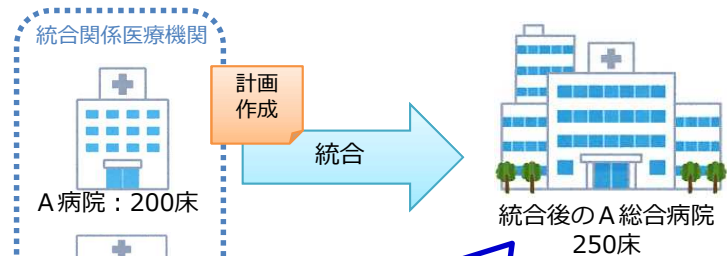 統合関係医療機関
計画
作成
統合
A病院：200床
統合後のA総合病院
250床